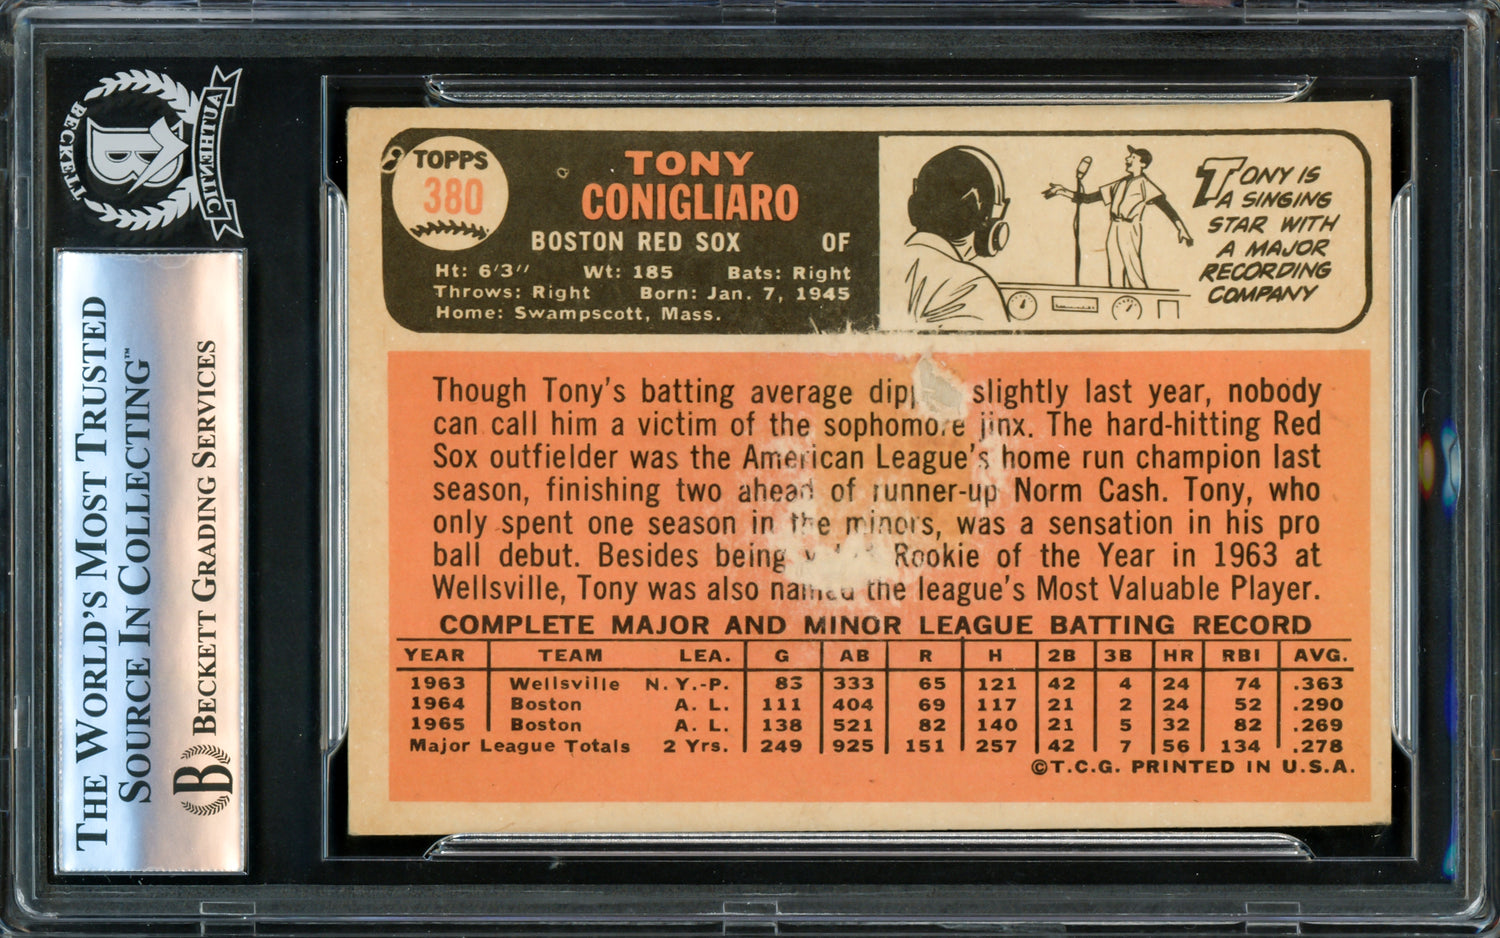 BECKETT
AUTHENTIC
B
THE WORLD'S MOST TRUSTED
SOURCE IN COLLECTING™
B BECKETT GRADING SERVICES
TOPPS
380
TONY
CONIGLIARO
BOSTON RED SOX OF
Ht: 6'3" Wt: 185 Bats: Right
Throws: Right Born: Jan. 7, 1945
Home: Swampscott, Mass.
TONY IS
A SINGING
STAR WITH
A MAJOR
RECORDING
COMPANY
Though Tony's batting average slightly last year, nobody
can call him a victim of the sophomore jinx. The hard-hitting Red
Sox outfielder was the American League's home run champion last
season, finishing two ahead of runner-up Norm Cash. Tony, who
only spent one season in the minors, was a sensation in his pro
ball debut. Besides being Rookie of the Year in 1963 at
Wellsville, Tony was also named the league's Most Valuable Player.
COMPLETE MAJOR AND MINOR LEAGUE BATTING RECORD
YEAR TEAM LEA. G AB R H 2B 3B HR RBI AVG.
1963 Wellsville N.Y.-P. 83 333 65 121 42 4 24 74 .363
1964 Boston A. L. 111 404 69 117 21 2 24 52 .290
1965 Boston A. L. 138 521 82 140 21 5 32 82 .269
Major League Totals 2 Yrs. 249 925 151 257 42 7 56 134 .278
©T.C.G. PRINTED IN U.S.A.